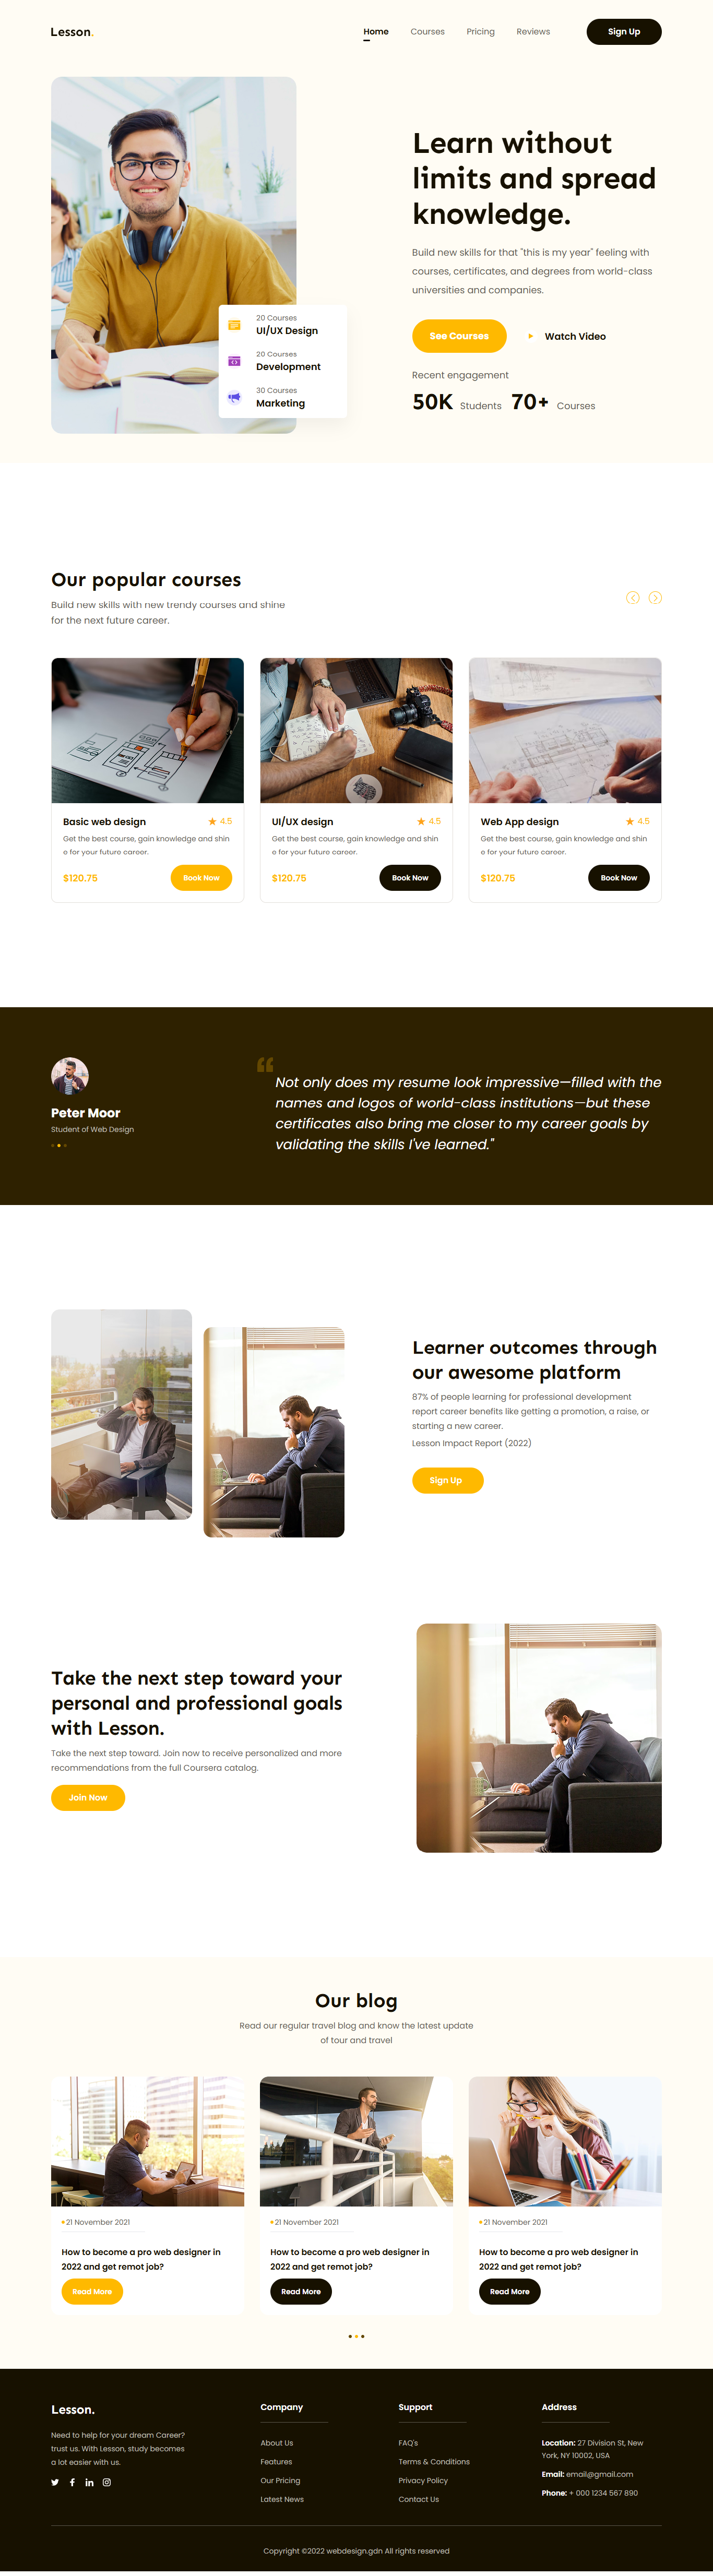 Lesson.
Home
Courses
Pricing
Reviews
Sign Up
Learn without
limits and spread
knowledge.
Build new skills for that "this is my year" feeling with
courses, certificates, and degrees from world-class
universities and companies.
See Courses
Watch Video
Recent engagement
50K Students 70+ Courses
20 Courses
UI/UX Design
20 Courses
Development
30 Courses
Marketing
Our popular courses
Build new skills with new trendy courses and shine
for the next future career.
Basic web design
4.5
Get the best course, gain knowledge and shin
e for your future career.
$120.75
Book Now
UI/UX design
4.5
Get the best course, gain knowledge and shin
e for your future career.
$120.75
Book Now
Web App design
4.5
Get the best course, gain knowledge and shin
e for your future career.
$120.75
Book Now
Peter Moor
Student of Web Design
“
Not only does my resume look impressive—filled with the
names and logos of world-class institutions—but these
certificates also bring me closer to my career goals by
validating the skills I've learned."
Learner outcomes through
our awesome platform
87% of people learning for professional development
report career benefits like getting a promotion, a raise, or
starting a new career.
Lesson Impact Report (2022)
Sign Up
Take the next step toward your
personal and professional goals
with Lesson.
Take the next step toward. Join now to receive personalized and more
recommendations from the full Coursera catalog.
Join Now
Our blog
Read our regular travel blog and know the latest update
of tour and travel
21 November 2021
How to become a pro web designer in
2022 and get remot job?
Read More
21 November 2021
How to become a pro web designer in
2022 and get remot job?
Read More
21 November 2021
How to become a pro web designer in
2022 and get remot job?
Read More
Lesson.
Need to help for your dream Career?
trust us. With Lesson, study becomes
a lot easier with us.
Company
About Us
Features
Our Pricing
Latest News
Support
FAQ's
Terms & Conditions
Privacy Policy
Contact Us
Address
Location: 27 Division St, New
York, NY 10002, USA
Email: email@gmail.com
Phone: + 000 1234 567 890
Copyright ©2022 webdesign.gdn All rights reserved